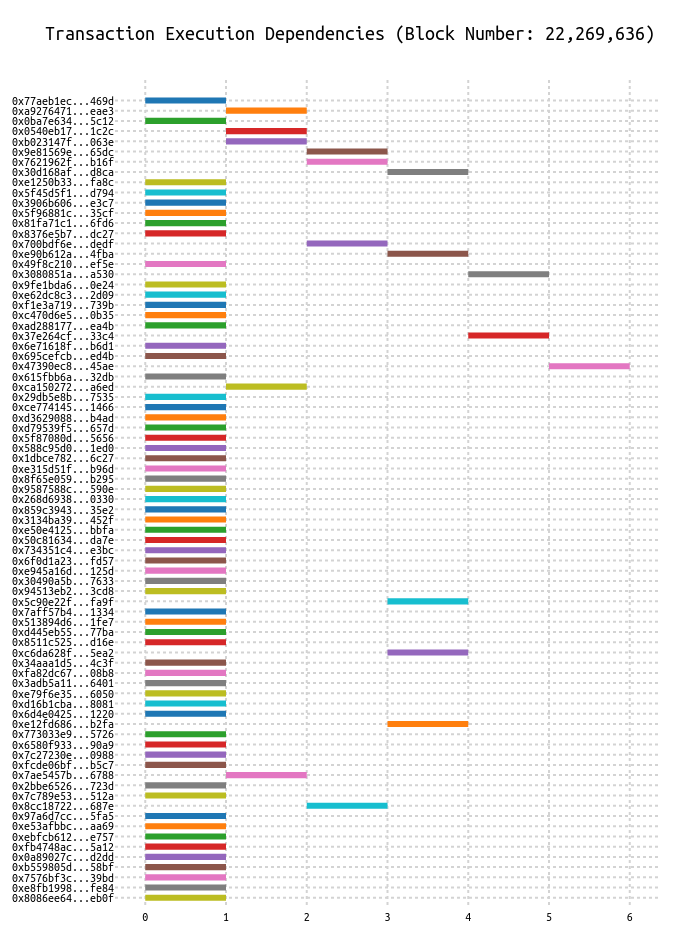 Transaction Execution Dependencies (Block Number: 22,269,636)
0x77aeb1ec...469d
0xa9276471...eae3
0x0ba7e634...5c12
0x0540eb17...1c2c
0xb023147f...063e
0x9e81569e...65dc
0x7621962f...b16f
0x30d168af...d8ca
0xe1250b33...fa8c
0x5f45d5f1...d794
0x3906b606...e3c7
0x5f96881c...35cf
0x81fa71c1...6fd6
0x8376e5b7...dc27
0x700bdf6e...dedf
0xe90b612a...4fba
0x49f8c210...ef5e
0x3080851a...a530
0x9fe1bda6...0e24
0xe62dc8c3...2d09
0xf1e3a719...739b
0xc470d6e5...0b35
0xad288177...ea4b
0x37e264cf...33c4
0x6e71618f...b6d1
0x695cefcb...ed4b
0x47390ec8...45ae
0x615fbb6a...32db
0xca150272...a6ed
0x29db5e8b...7535
0xce774145...1466
0xd3629088...b4ad
0xd79539f5...657d
0x5f87080d...5656
0x588c95d0...1ed0
0x1dbce782...6c27
0xe315d51f...b96d
0x8f65e059...b295
0x9587588c...590e
0x268d6938...0330
0x859c3943...35e2
0x3134ba39...452f
0xe50e4125...bbfa
0x50c81634...da7e
0x734351c4...e3bc
0x6f0d1a23...fd57
0xe945a16d...125d
0x30490a5b...7633
0x94513eb2...3cd8
0x5c90e22f...fa9f
0x7aff57b4...1334
0x513894d6...1fe7
0xd445eb55...77ba
0x8511c525...d16e
0xc6da628f...5ea2
0x34aaa1d5...4c3f
0xfa82dc67...08b8
0x3adb5a11...6401
0xe79f6e35...6050
0xd16b1cba...8081
0x6d4e0425...1220
0xe12fd686...b2fa
0x773033e9...5726
0x6580f933...90a9
0x7c27230e...0988
0xfcde06bf...b5c7
0x7ae5457b...6788
0x2bbe6526...723d
0x7c789e53...512a
0x8cc18722...687e
0x97a6d7cc...5fa5
0xe53afbbc...aa69
0xebfcb612...e757
0xfb4748ac...5a12
0x0a89027c...d2dd
0xb559805d...58bf
0x7576bf3c...39bd
0xe8fb1998...fe84
0x8086ee64...eb0f
0 1 2 3 4 5 6